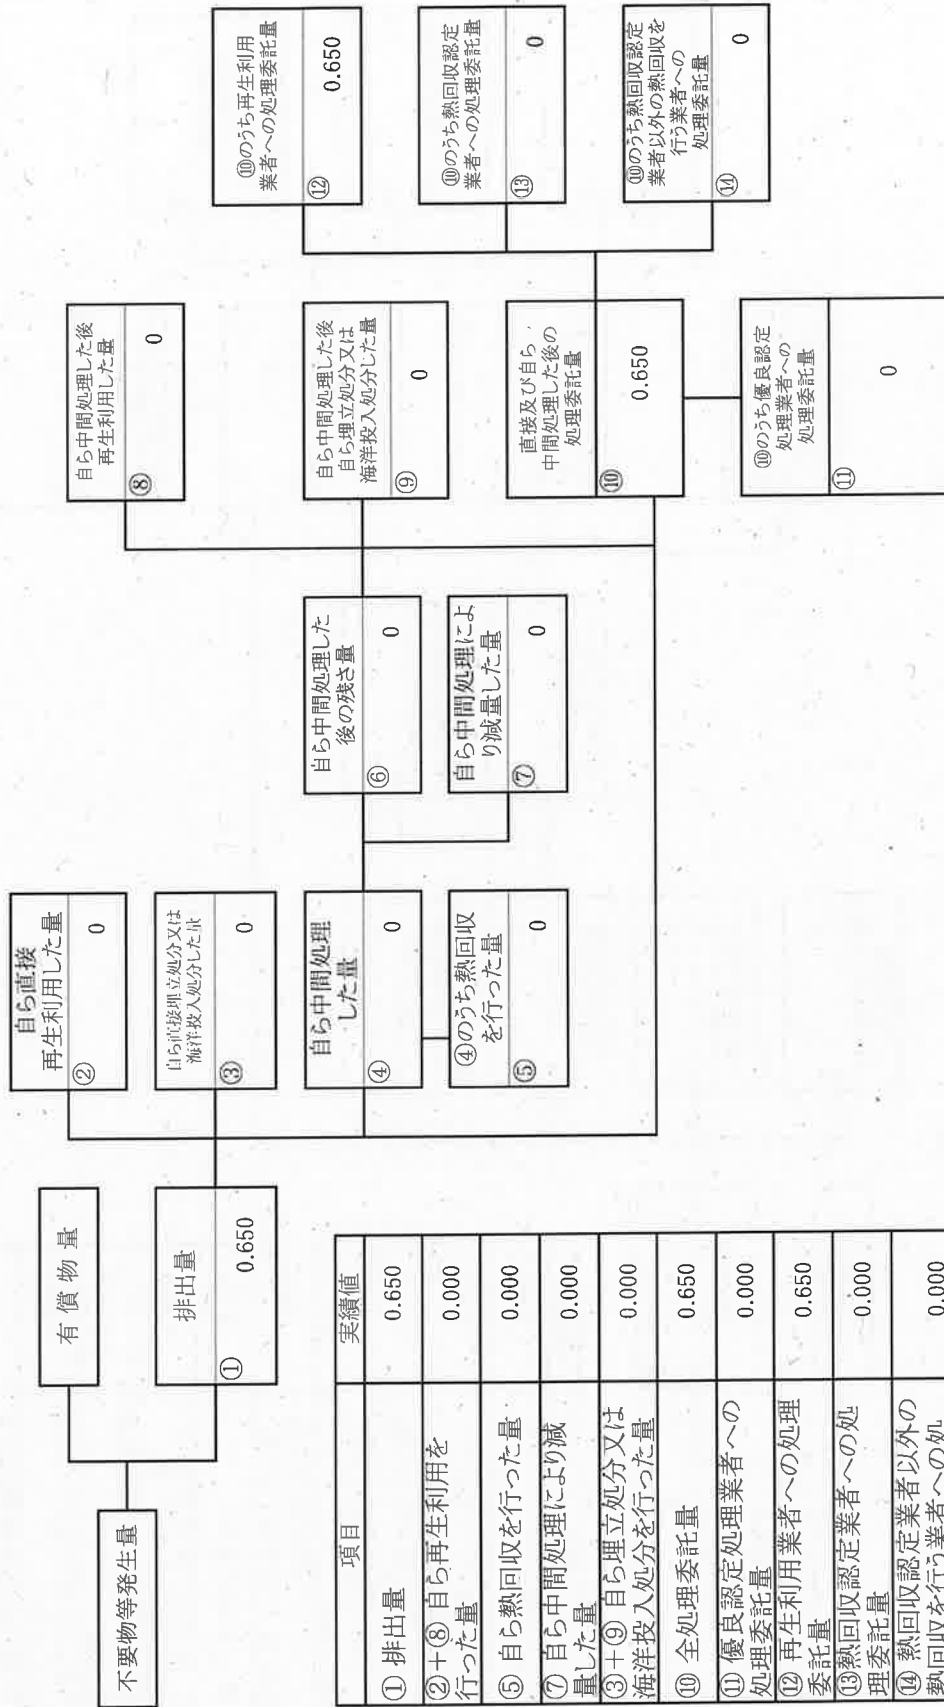 不要物等発生量
有償物量
排出量
①
0.650
自ら直接
再生利用した量
②
0
自ら直接埋立処分又は
海洋投入処分した量
③
0
自ら中間処理
した量
④
0
④のうち熱回収
を行った量
⑤
0
自ら中間処理した
後の残さ量
⑥
0
自ら中間処理によ
り減量した量
⑦
0
自ら中間処理した後
再生利用した量
⑧
0
自ら中間処理した後
自ら埋立処分又は
海洋投入処分した量
⑨
0
直接及び自ら
中間処理した後の
処理委託量
⑩
0.650
⑩のうち優良認定
処理業者への
処理委託量
⑪
0
⑩のうち再生利用
業者への処理委託量
⑫
0.650
⑩のうち熱回収認定
業者への処理委託量
⑬
0
⑩のうち熱回収認定
業者以外の熱回収を
行う業者への
処理委託量
⑭
0
項目 実績値
① 排出量 0.650
②+⑧ 自ら再生利用を
行った量 0.000
⑤ 自ら熱回収を行った量 0.000
⑦ 自ら中間処理により減
量した量 0.000
③+⑨ 自ら埋立処分又は
海洋投入処分を行った量 0.000
⑩ 全処理委託量 0.650
⑪ 優良認定処理業者への
処理委託量 0.000
⑫ 再生利用業者への処理
委託量 0.650
⑬熱回収認定業者への処
理委託量 0.000
⑭ 熱回収認定業者以外の
熱回収を行う業者への処 0.000